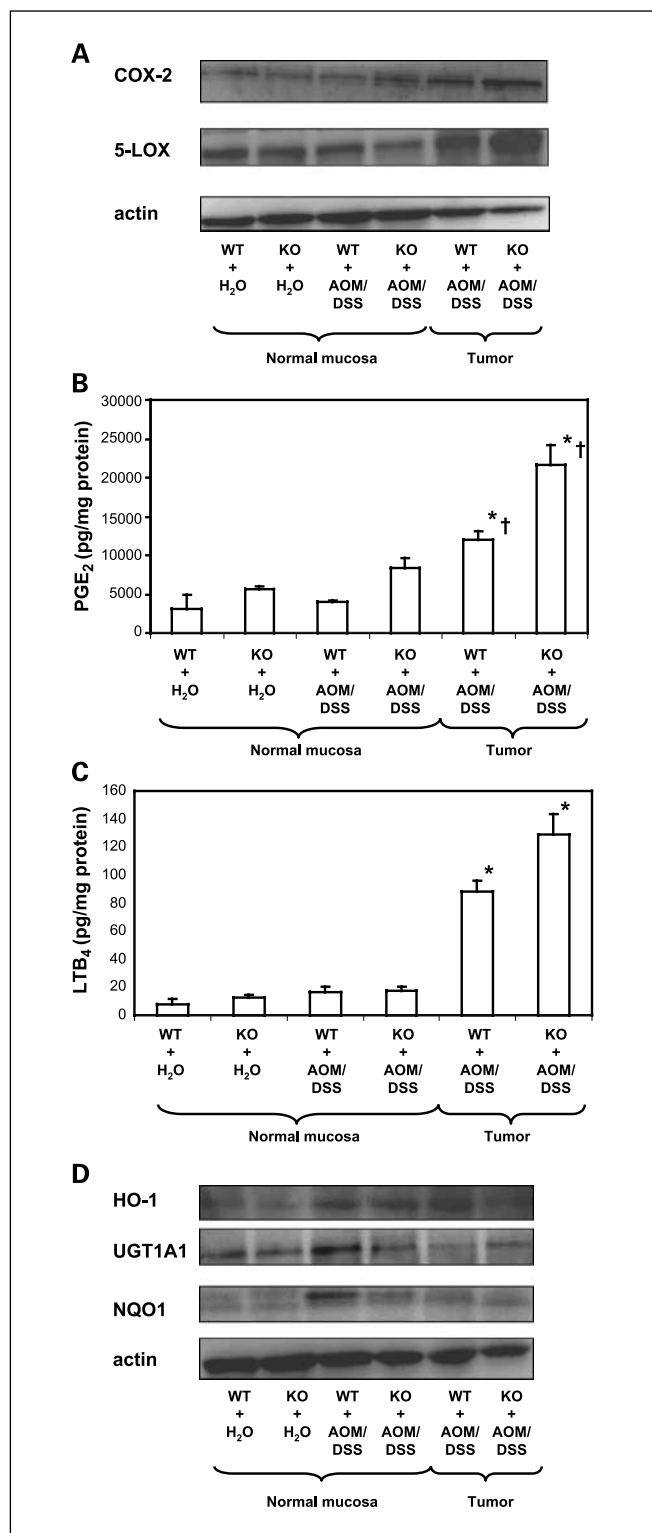 A
COX-2
5-LOX
actin
WT KO WT KO WT KO
+ + + + + +
H₂O H₂O AOM/ AOM/ AOM/ AOM/
DSS DSS DSS DSS
Normal mucosa Tumor
B
PGE₂ (pg/mg protein)
30000
25000
20000
15000
10000
5000
0
* †
* †
WT KO WT KO WT KO
+ + + + + +
H₂O H₂O AOM/ AOM/ AOM/ AOM/
DSS DSS DSS DSS
Normal mucosa Tumor
C
LTB₄ (pg/mg protein)
160
140
120
100
80
60
40
20
0
*
*
WT KO WT KO WT KO
+ + + + + +
H₂O H₂O AOM/ AOM/ AOM/ AOM/
DSS DSS DSS DSS
Normal mucosa Tumor
D
HO-1
UGT1A1
NQO1
actin
WT KO WT KO WT KO
+ + + + + +
H₂O H₂O AOM/ AOM/ AOM/ AOM/
DSS DSS DSS DSS
Normal mucosa Tumor